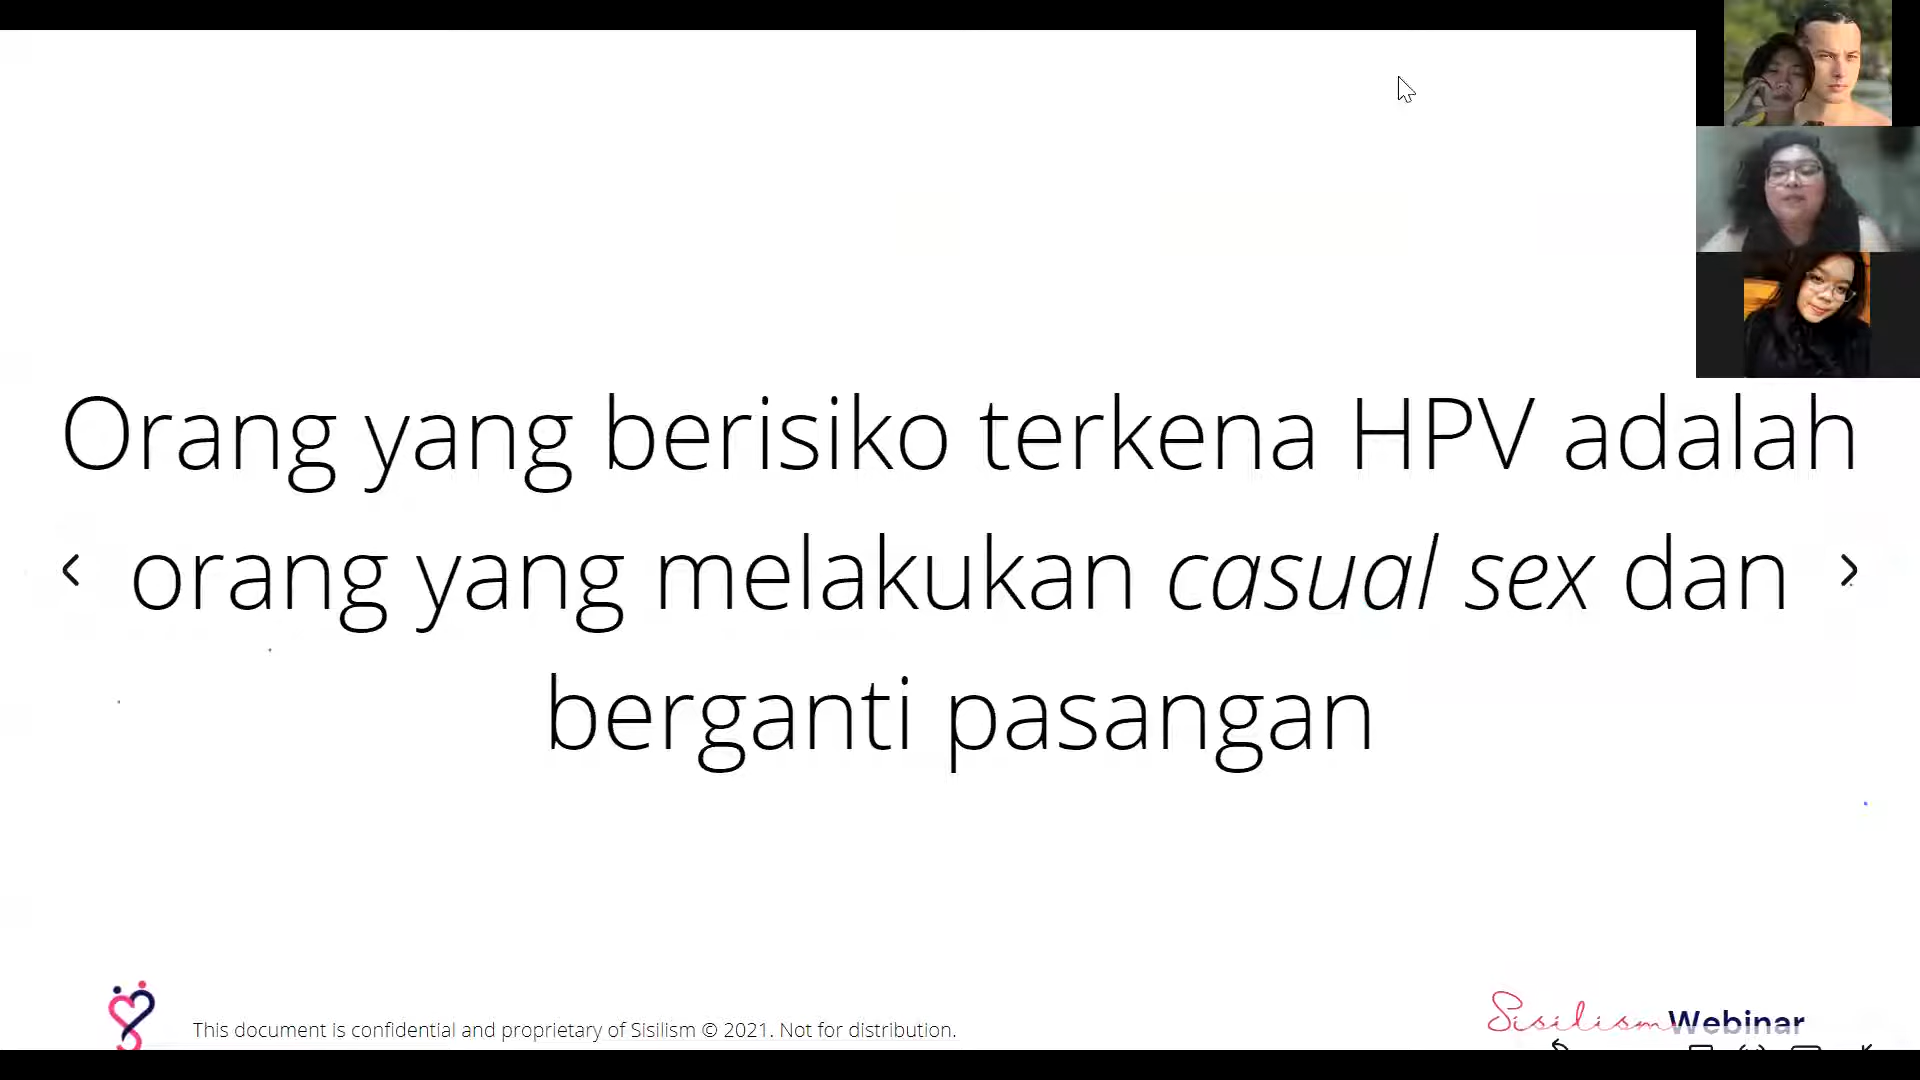 Orang yang berisiko terkena HPV adalah
orang yang melakukan casual sex dan
berganti pasangan
This document is confidential and proprietary of Sisilism © 2021. Not for distribution.
Sisilism Webinar